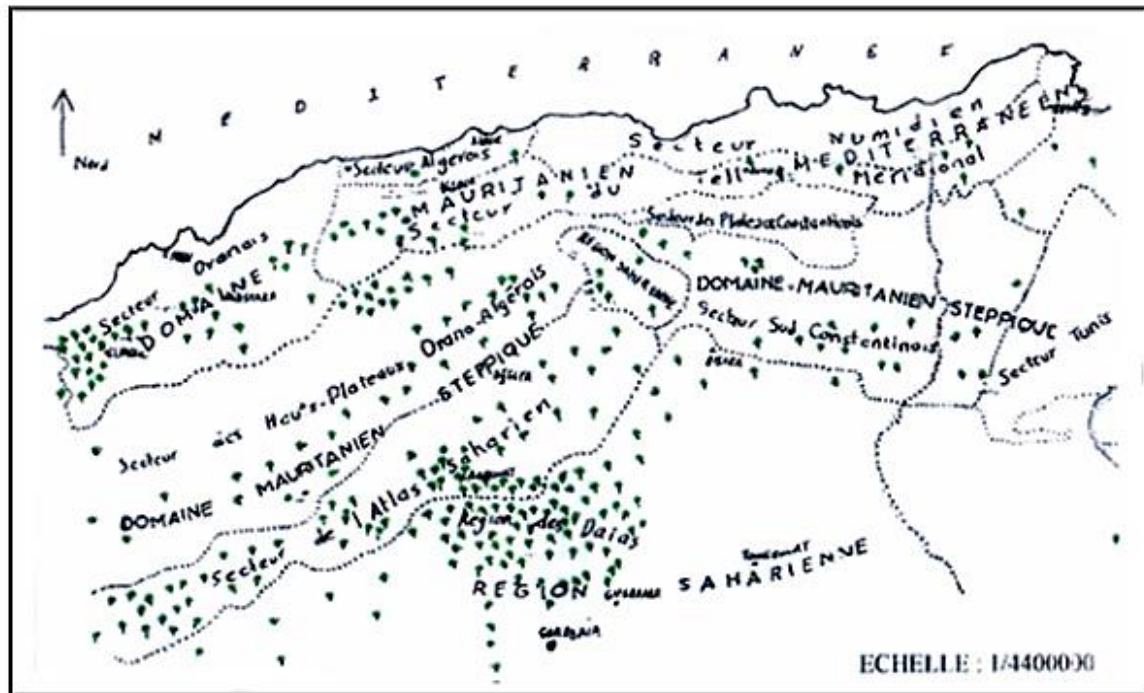 MEDITERRANEE
Nord
Secteur Algerois
Secteur Numidien
MEDITERRANEEN
Tell Méridional
MAURITANIEN
Secteur du
Secteur Oranais
DOMAINE
Secteur des Plateaux Constantinois
DOMAINE-MAURITANIEN-STEPPIQUE
Secteur Sud Constantinois
Secteur Tunis
Secteur des Hauts-Plateaux Orano-Algerois
DOMAINE MAURITANIEN STEPPIQUE
Secteur de l'Atlas Saharien
Région des Daïas
REGION SAHARIENNE
ECHELLE : 1/4400000